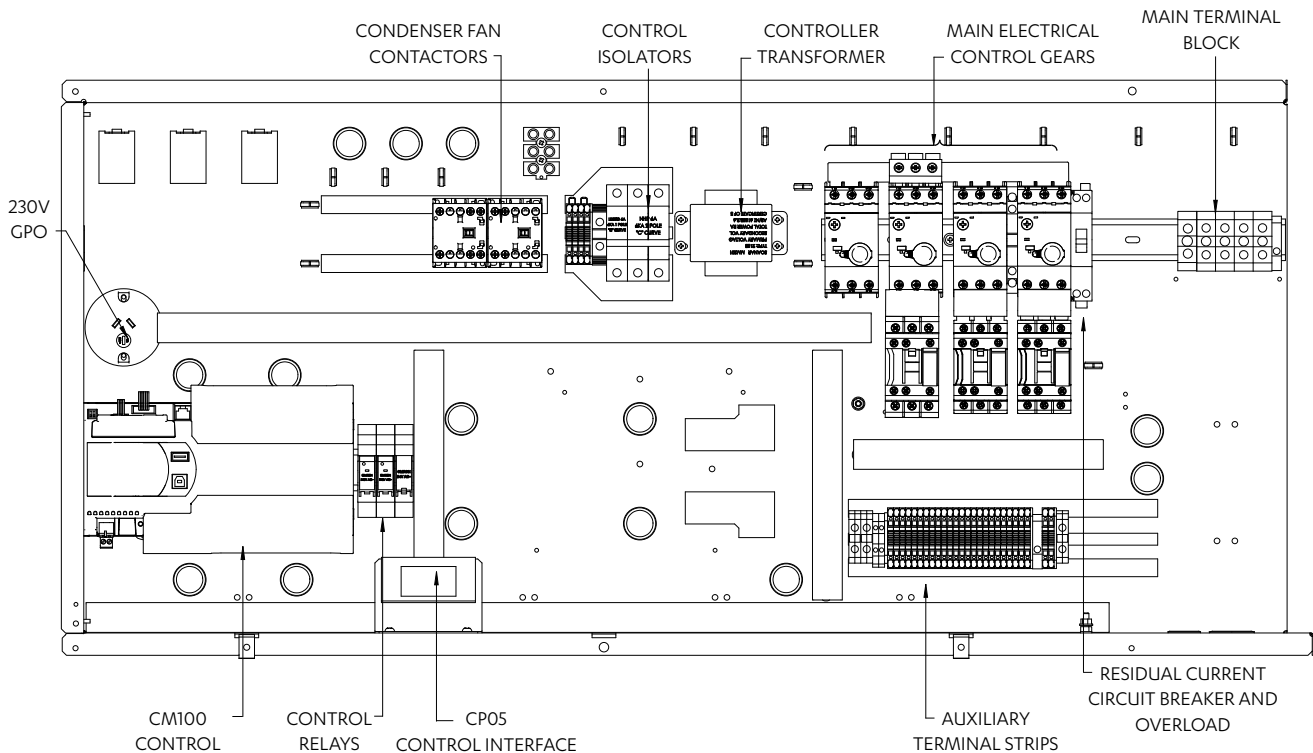 CONDENSER FAN
CONTACTORS
CONTROL
ISOLATORS
CONTROLLER
TRANSFORMER
MAIN ELECTRICAL
CONTROL GEARS
MAIN TERMINAL
BLOCK
230V
GPO
CM100
CONTROL
CONTROL
RELAYS
CP05
CONTROL INTERFACE
AUXILIARY
TERMINAL STRIPS
RESIDUAL CURRENT
CIRCUIT BREAKER AND
OVERLOAD